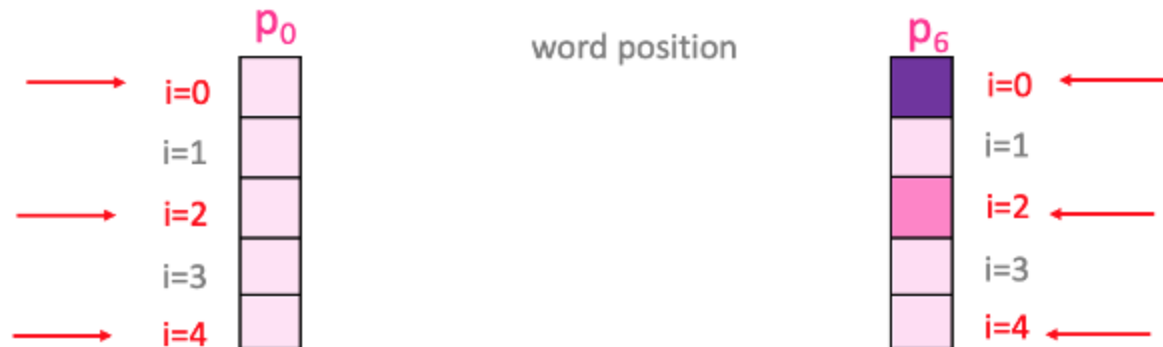 p0 word position p6
i=0 i=0
i=1 i=1
i=2 i=2
i=3 i=3
i=4 i=4